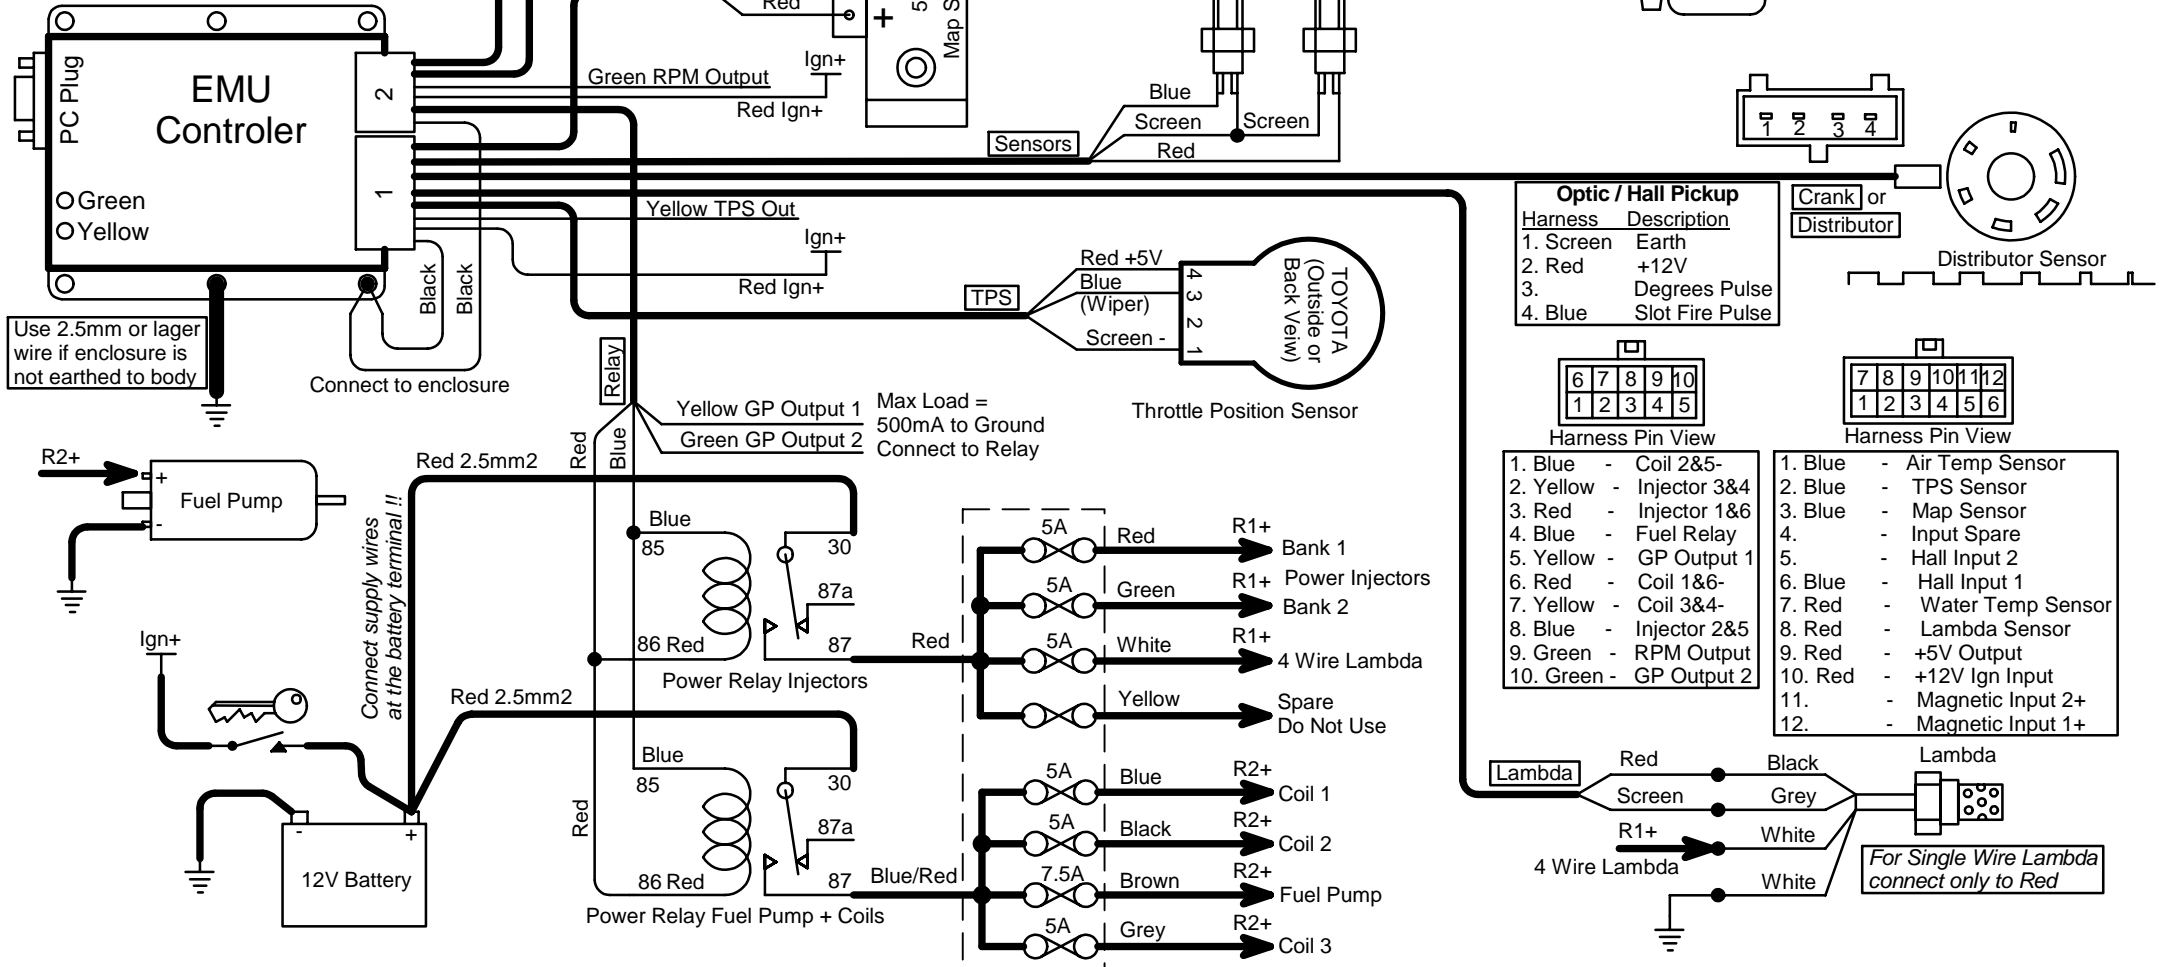 Red
+
5
Map S
EMU
Controler
PC Plug
Green
Yellow
2
1
Green RPM Output
Ign+
Red Ign+
Black
Black
Yellow TPS Out
Ign+
Red Ign+
Use 2.5mm or lager
wire if enclosure is
not earthed to body
Connect to enclosure
Blue
Screen
Screen
Red
Sensors
1 2 3 4
Crank or
Distributor
Distributor Sensor
Optic / Hall Pickup
Harness Description
1. Screen Earth
2. Red +12V
3. Degrees Pulse
4. Blue Slot Fire Pulse
TPS
Red +5V
Blue
(Wiper)
Screen -
4
3
2
1
TOYOTA
(Outside or
Back Veiw)
Throttle Position Sensor
Relay
Yellow GP Output 1
Green GP Output 2
Max Load =
500mA to Ground
Connect to Relay
Red
Blue
R2+
+
-
Fuel Pump
Red 2.5mm2
Connect supply wires
at the battery terminal !!
Blue
85
30
87a
86 Red
87
Power Relay Injectors
Red
5A
Red
R1+
Bank 1
5A
Green
R1+
Power Injectors
Bank 2
5A
White
R1+
4 Wire Lambda
Yellow
Spare
Do Not Use
6 7 8 9 10
1 2 3 4 5
Harness Pin View
1. Blue - Coil 2&5-
2. Yellow - Injector 3&4
3. Red - Injector 1&6
4. Blue - Fuel Relay
5. Yellow - GP Output 1
6. Red - Coil 1&6-
7. Yellow - Coil 3&4-
8. Blue - Injector 2&5
9. Green - RPM Output
10. Green - GP Output 2
7 8 9 10 11 12
1 2 3 4 5 6
Harness Pin View
1. Blue - Air Temp Sensor
2. Blue - TPS Sensor
3. Blue - Map Sensor
4. - Input Spare
5. - Hall Input 2
6. Blue - Hall Input 1
7. Red - Water Temp Sensor
8. Red - Lambda Sensor
9. Red - +5V Output
10. Red - +12V Ign Input
11. - Magnetic Input 2+
12. - Magnetic Input 1+
Ign+
Red 2.5mm2
-
+
12V Battery
Red
Blue
85
30
87a
86 Red
87
Power Relay Fuel Pump + Coils
Blue/Red
5A
Blue
R2+
Coil 1
5A
Black
R2+
Coil 2
7.5A
Brown
R2+
Fuel Pump
5A
Grey
R2+
Coil 3
Lambda
Red
Screen
Black
Grey
Lambda
R1+
4 Wire Lambda
White
White
For Single Wire Lambda
connect only to Red